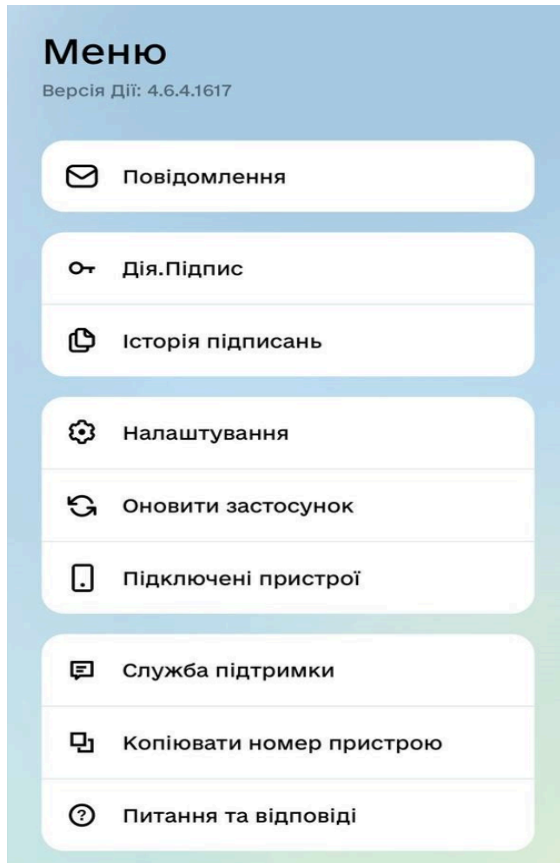 Меню
Версія Дії: 4.6.4.1617
Повідомлення
Дія.Підпис
Історія підписань
Налаштування
Оновити застосунок
Підключені пристрої
Служба підтримки
Копіювати номер пристрою
Питання та відповіді